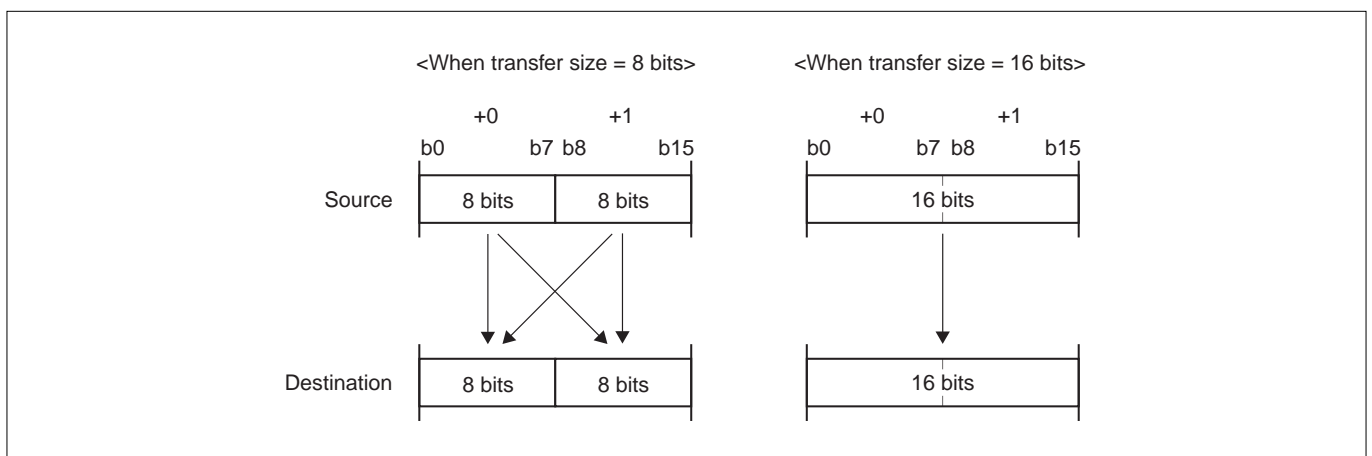 <When transfer size = 8 bits>
<When transfer size = 16 bits>
+0 +1
+0 +1
b0 b7 b8 b15
b0 b7 b8 b15
Source
8 bits 8 bits
16 bits
Destination
8 bits 8 bits
16 bits